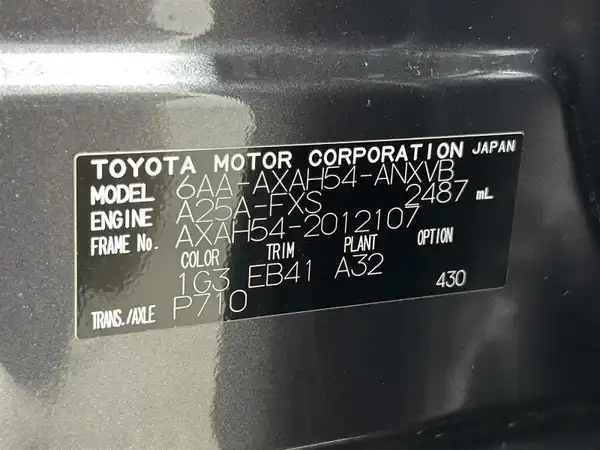 TOYOTA MOTOR CORPORATION JAPAN
MODEL 6AA-AXAH54-ANXVB
ENGINE A25A-FXS 2487 mL
FRAME No. AXAH54-2012107
COLOR TRIM PLANT OPTION
1G3 EB41 A32 430
TRANS./AXLE P710